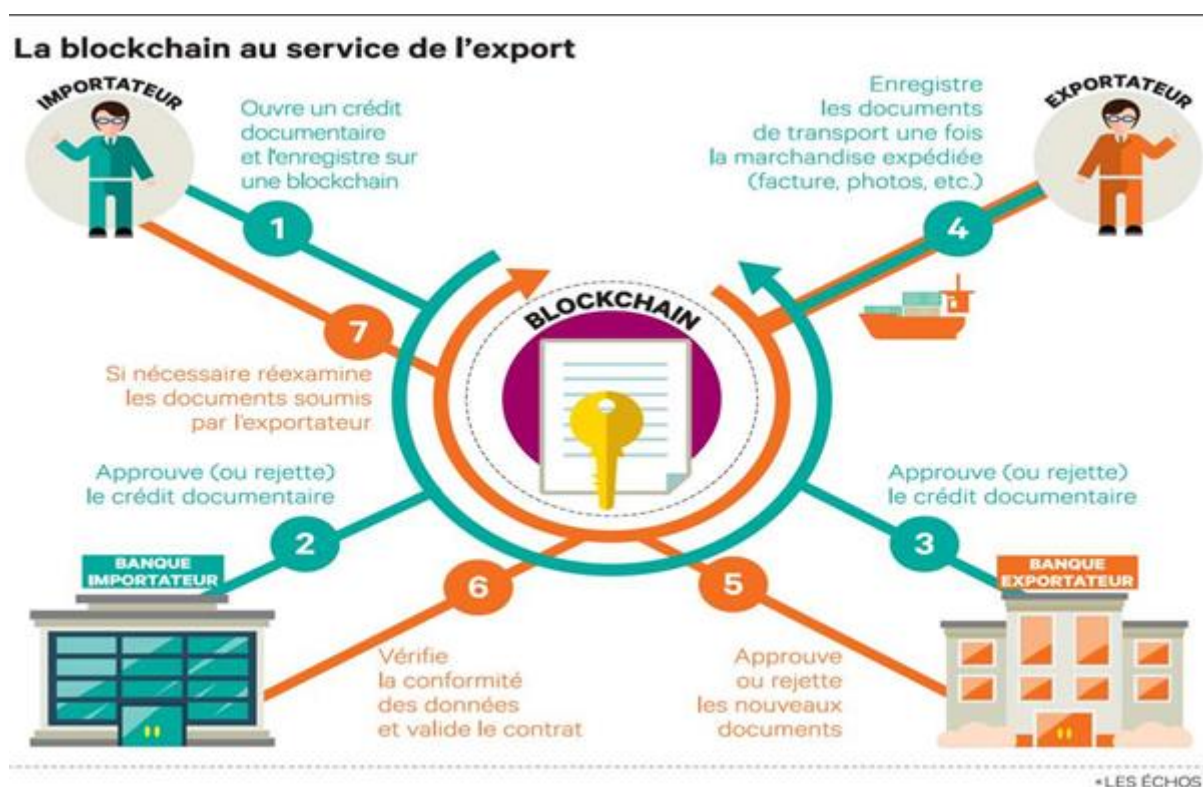 La blockchain au service de l'export
IMPORTATEUR
Ouvre un crédit
documentaire
et l'enregistre sur
une blockchain
1
Enregistre
les documents
de transport une fois
la marchandise expédiée
(facture, photos, etc.)
EXPORTATEUR
4
BLOCKCHAIN
7
Si nécessaire réexamine
les documents soumis
par l'exportateur
Approuve (ou rejette)
le crédit documentaire
2
BANQUE
IMPORTATEUR
Approuve (ou rejette)
le crédit documentaire
3
BANQUE
EXPORTATEUR
6
Vérifie
la conformité
des données
et valide le contrat
5
Approuve
ou rejette
les nouveaux
documents
•LES ÉCHOS